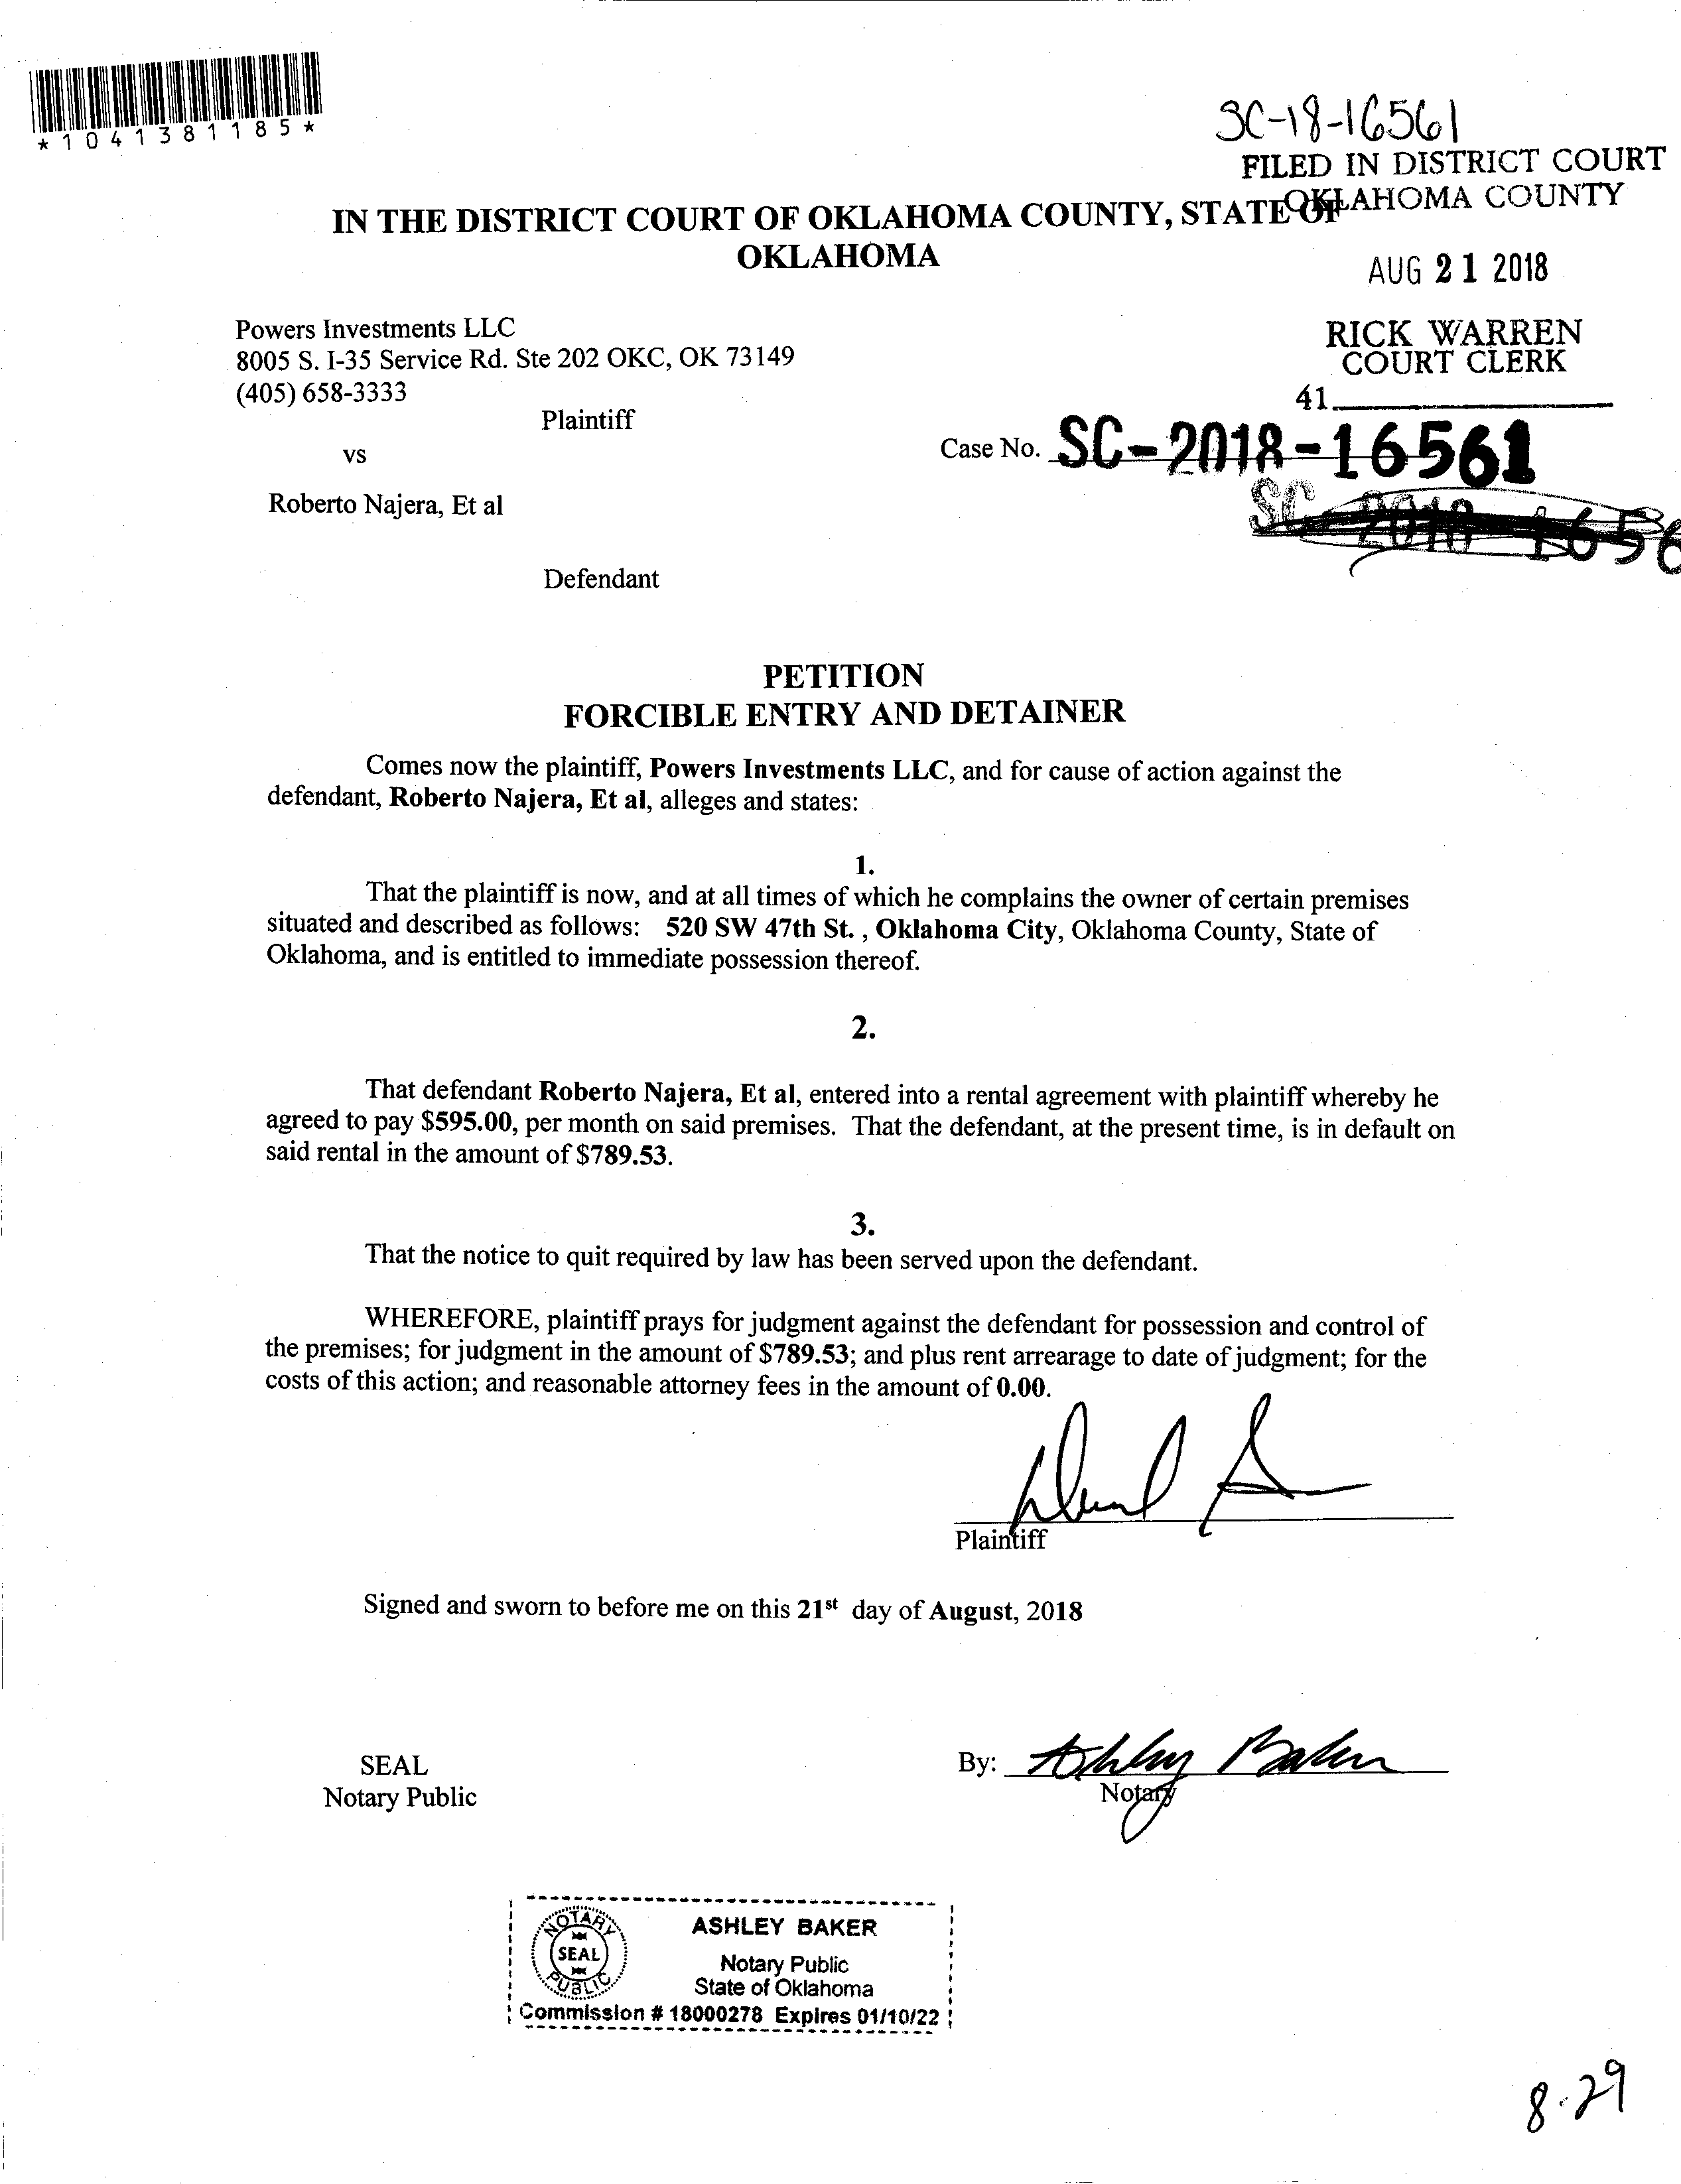 *1041381185*
SC-18-16561
FILED IN DISTRICT COURT
OKLAHOMA COUNTY
IN THE DISTRICT COURT OF OKLAHOMA COUNTY, STATE OF
OKLAHOMA
AUG 21 2018
Powers Investments LLC
8005 S. I-35 Service Rd. Ste 202 OKC, OK 73149
(405) 658-3333
RICK WARREN
COURT CLERK
41
Plaintiff
vs
Case No. SC-2018-16561
Roberto Najera, Et al
Defendant
PETITION
FORCIBLE ENTRY AND DETAINER
Comes now the plaintiff, Powers Investments LLC, and for cause of action against the
defendant, Roberto Najera, Et al, alleges and states:
1.
That the plaintiff is now, and at all times of which he complains the owner of certain premises
situated and described as follows: 520 SW 47th St. , Oklahoma City, Oklahoma County, State of
Oklahoma, and is entitled to immediate possession thereof.
2.
That defendant Roberto Najera, Et al, entered into a rental agreement with plaintiff whereby he
agreed to pay $595.00, per month on said premises. That the defendant, at the present time, is in default on
said rental in the amount of $789.53.
3.
That the notice to quit required by law has been served upon the defendant.
WHEREFORE, plaintiff prays for judgment against the defendant for possession and control of
the premises; for judgment in the amount of $789.53; and plus rent arrearage to date of judgment; for the
costs of this action; and reasonable attorney fees in the amount of 0.00.
Plaintiff
Signed and sworn to before me on this 21st day of August, 2018
SEAL
Notary Public
By: Ashley Baker
Notary
NOTARY
SEAL
PUBLIC
ASHLEY BAKER
Notary Public
State of Oklahoma
Commission # 18000278 Expires 01/10/22
8-29